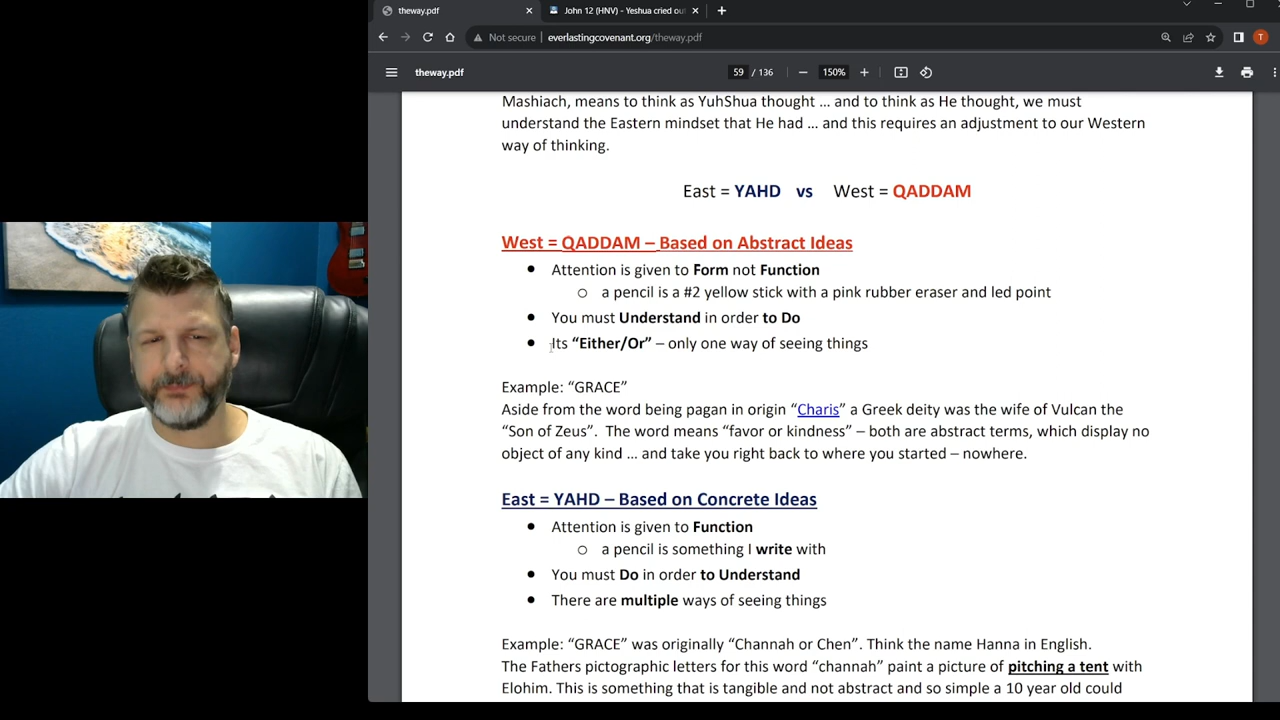 theway.pdf
John 12 (HNV) - Yeshua cried ou
Not secure
everlastingcovenant.org/theway.pdf
T
theway.pdf
59 / 136
150%
Mashiach, means to think as YuhShua thought ... and to think as He thought, we must
understand the Eastern mindset that He had ... and this requires an adjustment to our Western
way of thinking.
East = YAHD vs West = QADDAM
West = QADDAM – Based on Abstract Ideas
• Attention is given to Form not Function
○ a pencil is a #2 yellow stick with a pink rubber eraser and led point
• You must Understand in order to Do
• Its “Either/Or” – only one way of seeing things
Example: “GRACE”
Aside from the word being pagan in origin “Charis” a Greek deity was the wife of Vulcan the
“Son of Zeus”. The word means “favor or kindness” – both are abstract terms, which display no
object of any kind ... and take you right back to where you started – nowhere.
East = YAHD – Based on Concrete Ideas
• Attention is given to Function
○ a pencil is something I write with
• You must Do in order to Understand
• There are multiple ways of seeing things
Example: “GRACE” was originally “Channah or Chen”. Think the name Hanna in English.
The Fathers pictographic letters for this word “channah” paint a picture of pitching a tent with
Elohim. This is something that is tangible and not abstract and so simple a 10 year old could